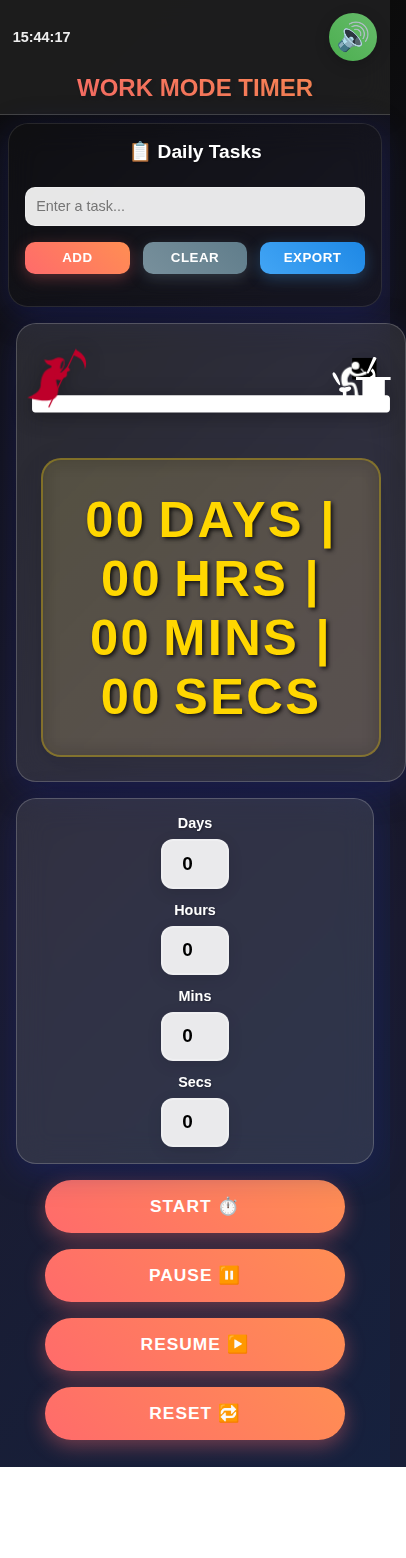 15:44:17
WORK MODE TIMER
📋 Daily Tasks
Enter a task...
ADD CLEAR EXPORT
00 DAYS |
00 HRS |
00 MINS |
00 SECS
Days
0
Hours
0
Mins
0
Secs
0
START ⏱️
PAUSE ⏸️
RESUME ▶️
RESET 🔁